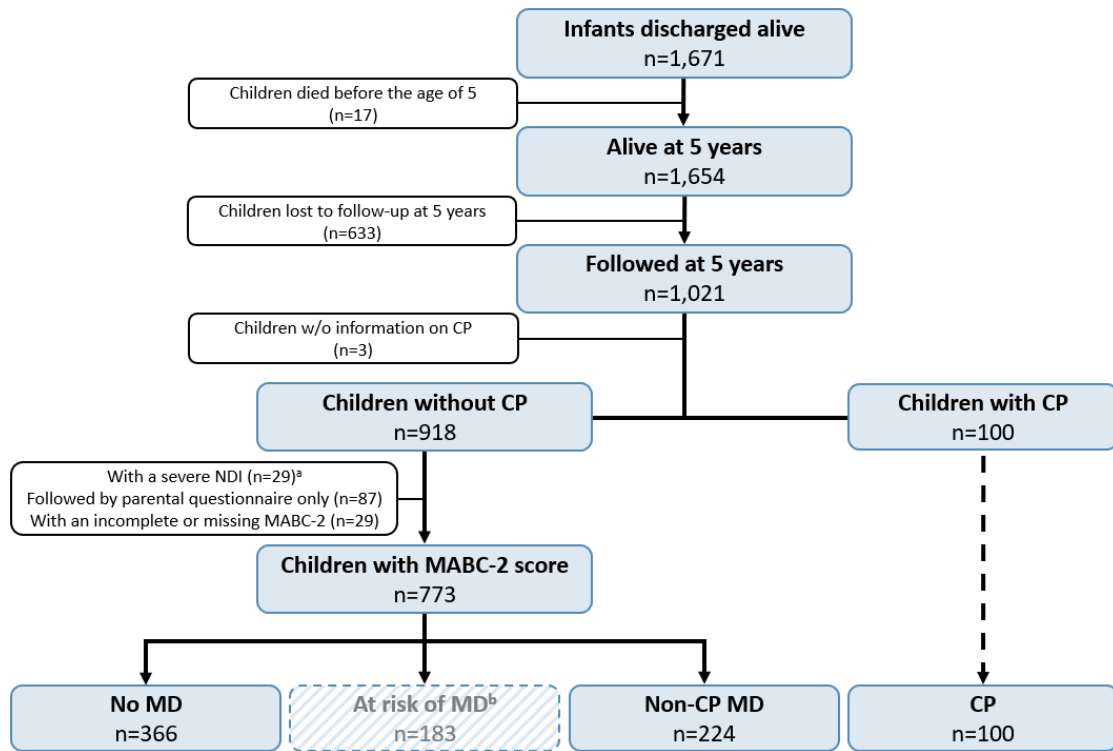 Infants discharged alive
n=1,671
Children died before the age of 5
(n=17)
Alive at 5 years
n=1,654
Children lost to follow-up at 5 years
(n=633)
Followed at 5 years
n=1,021
Children w/o information on CP
(n=3)
Children without CP
n=918
Children with CP
n=100
With a severe NDI (n=29)ᵃ
Followed by parental questionnaire only (n=87)
With an incomplete or missing MABC-2 (n=29)
Children with MABC-2 score
n=773
No MD
n=366
At risk of MDᵇ
n=183
Non-CP MD
n=224
CP
n=100